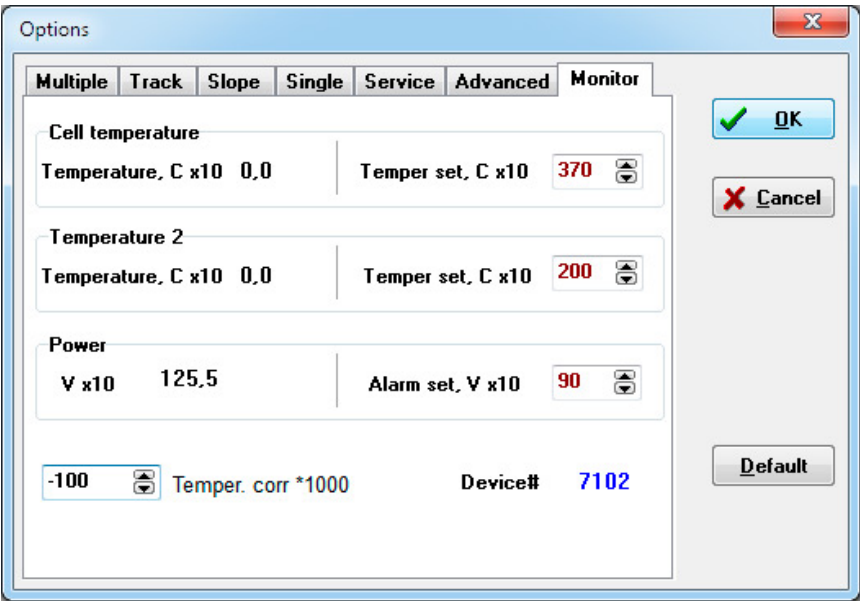 Options
Multiple Track Slope Single Service Advanced Monitor
OK
Cancel
Cell temperature
Temperature, C x10 0,0 Temper set, C x10 370
Temperature 2
Temperature, C x10 0,0 Temper set, C x10 200
Power
V x10 125,5 Alarm set, V x10 90
-100 Temper. corr *1000 Device# 7102
Default